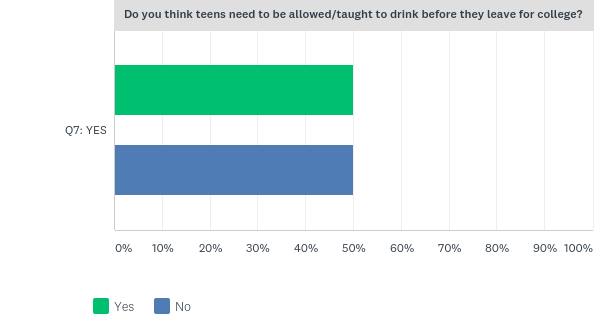 Do you think teens need to be allowed/taught to drink before they leave for college?
Q7: YES
0% 10% 20% 30% 40% 50% 60% 70% 80% 90% 100%
Yes No